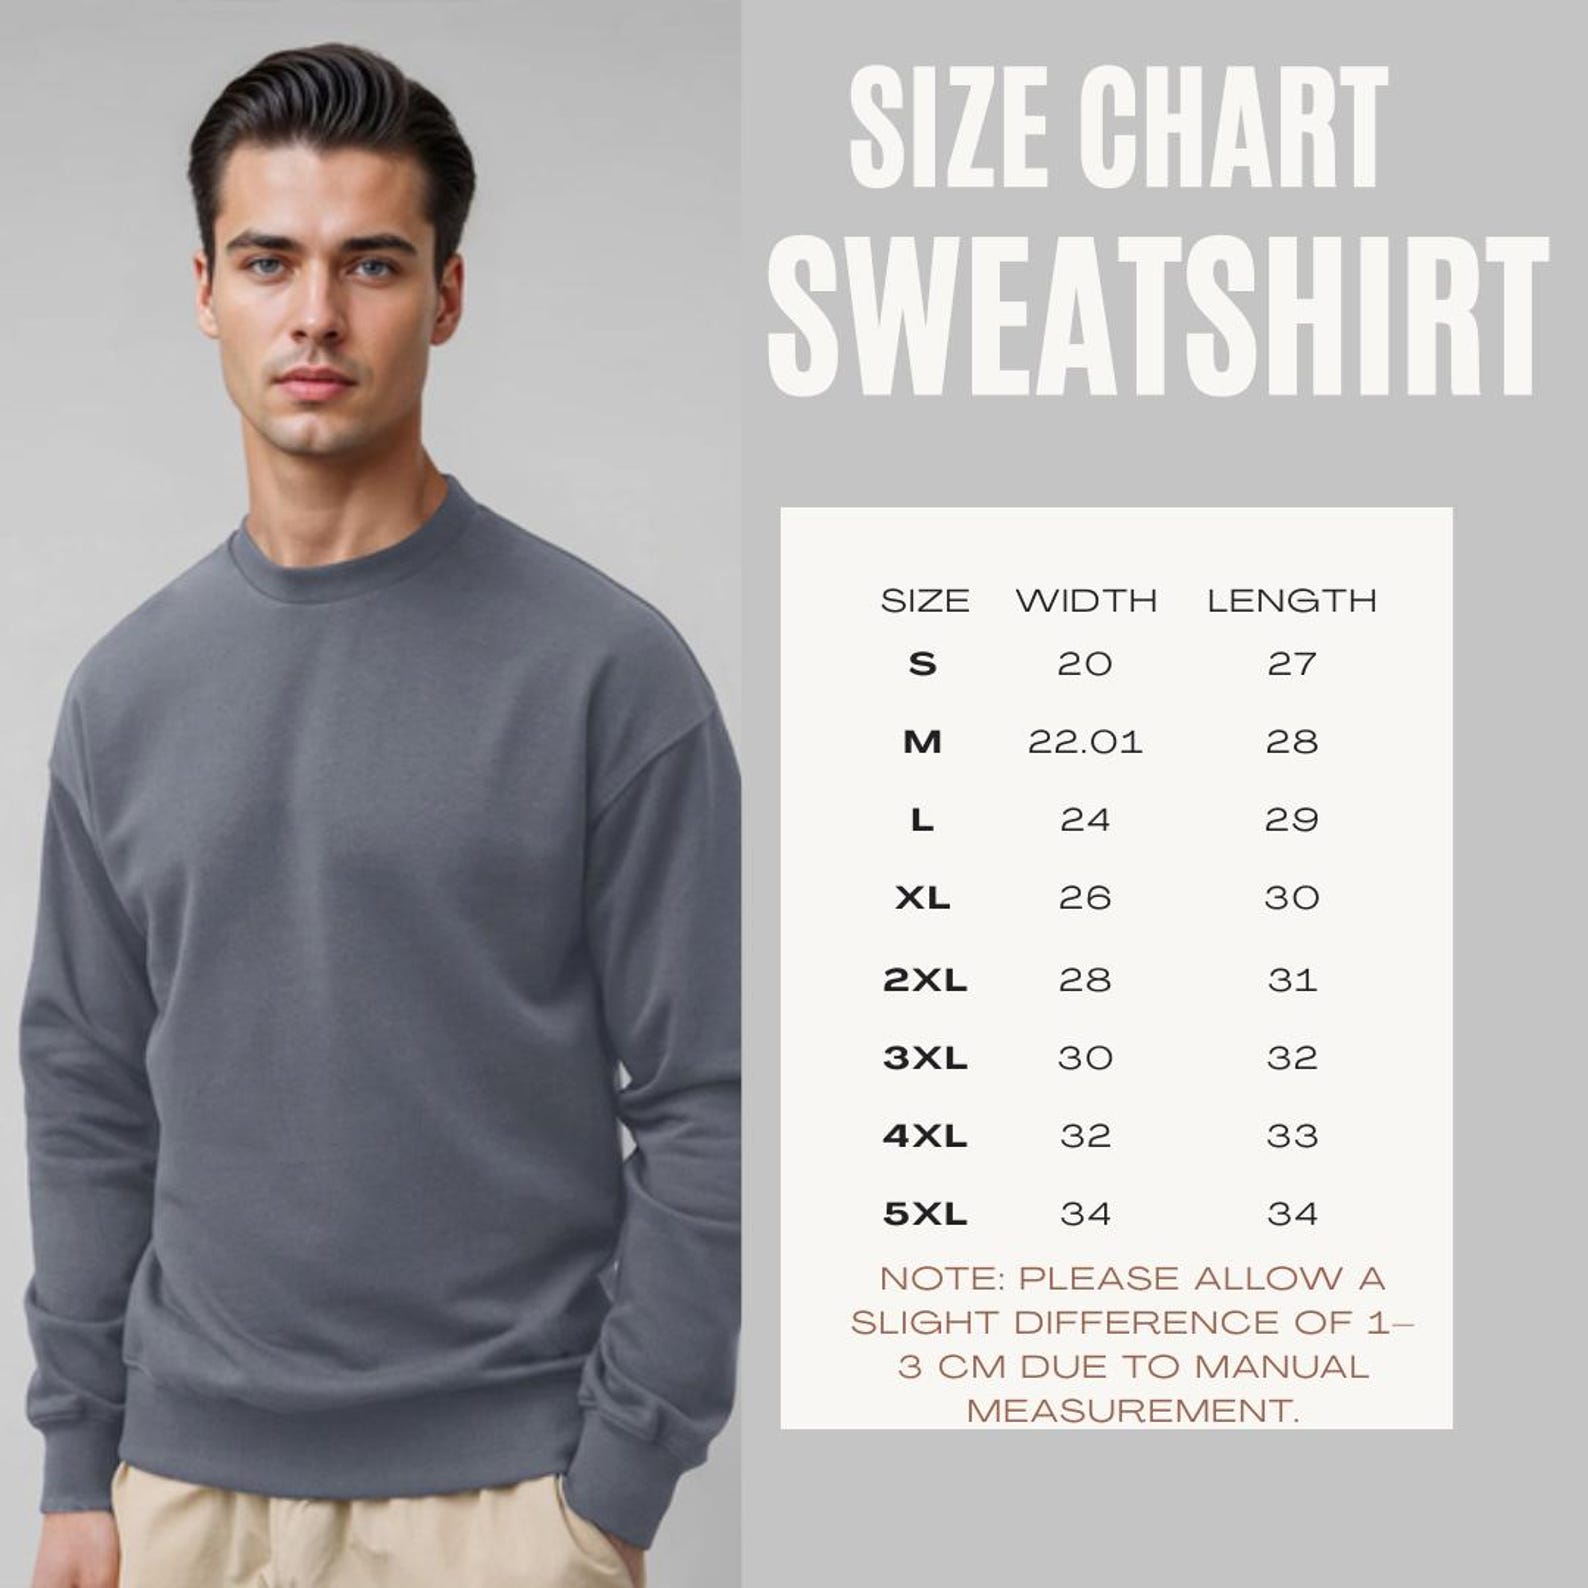 SIZE CHART
SWEATSHIRT
SIZE WIDTH LENGTH
S 20 27
M 22.01 28
L 24 29
XL 26 30
2XL 28 31
3XL 30 32
4XL 32 33
5XL 34 34
NOTE: PLEASE ALLOW A
SLIGHT DIFFERENCE OF 1–
3 CM DUE TO MANUAL
MEASUREMENT.